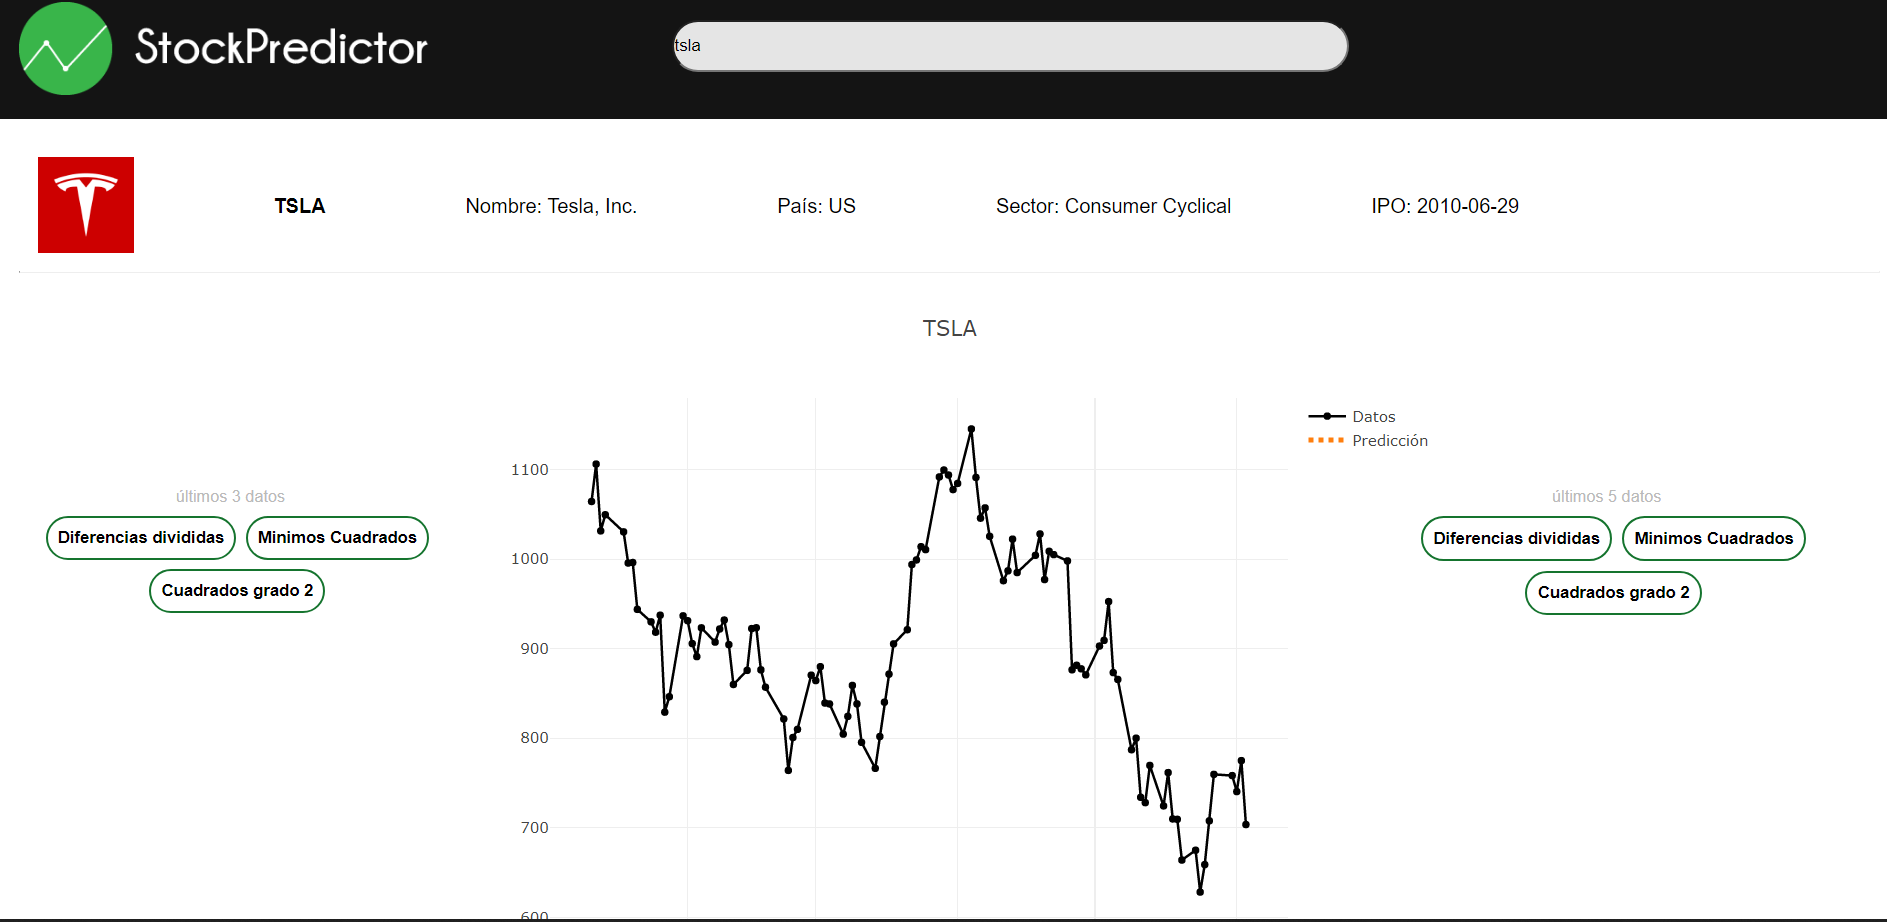 StockPredictor
tsla
TSLA
Nombre: Tesla, Inc.
País: US
Sector: Consumer Cyclical
IPO: 2010-06-29
TSLA
Datos
Predicción
1100
1000
900
800
700
600
últimos 3 datos
Diferencias divididas
Minimos Cuadrados
Cuadrados grado 2
últimos 5 datos
Diferencias divididas
Minimos Cuadrados
Cuadrados grado 2